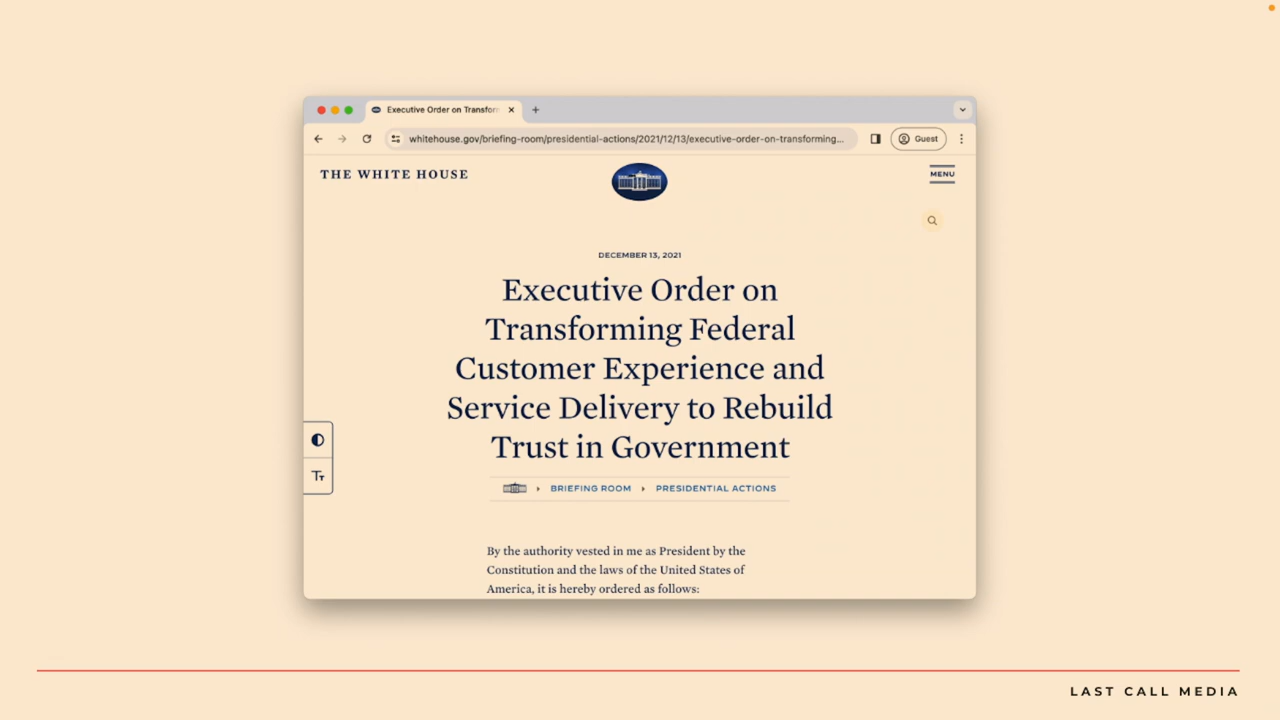 Executive Order on Transfor
whitehouse.gov/briefing-room/presidential-actions/2021/12/13/executive-order-on-transforming...
Guest
THE WHITE HOUSE
MENU
DECEMBER 13, 2021
Executive Order on
Transforming Federal
Customer Experience and
Service Delivery to Rebuild
Trust in Government
BRIEFING ROOM
PRESIDENTIAL ACTIONS
TT
By the authority vested in me as President by the
Constitution and the laws of the United States of
America, it is hereby ordered as follows:
LAST CALL MEDIA